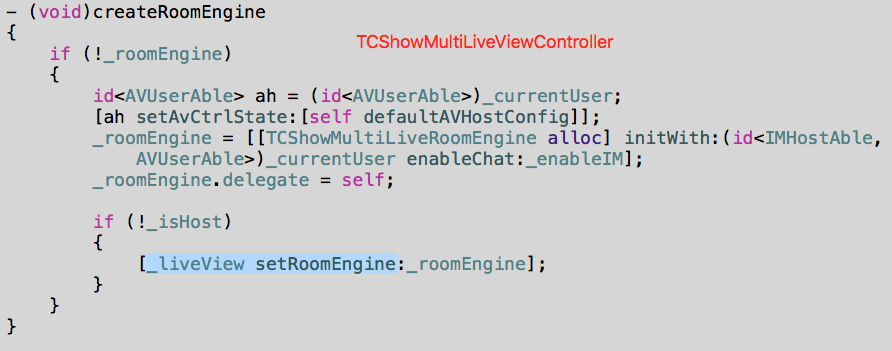 - (void)createRoomEngine
{
TCShowMultiLiveViewController
if (!_roomEngine)
{
id<AVUserAble> ah = (id<AVUserAble>)_currentUser;
[ah setAvCtrlState:[self defaultAVHostConfig]];
_roomEngine = [[TCShowMultiLiveRoomEngine alloc] initWith:(id<IMHostAble,
AVUserAble>)_currentUser enableChat:_enableIM];
_roomEngine.delegate = self;
if (!_isHost)
{
[_liveView setRoomEngine:_roomEngine];
}
}
}